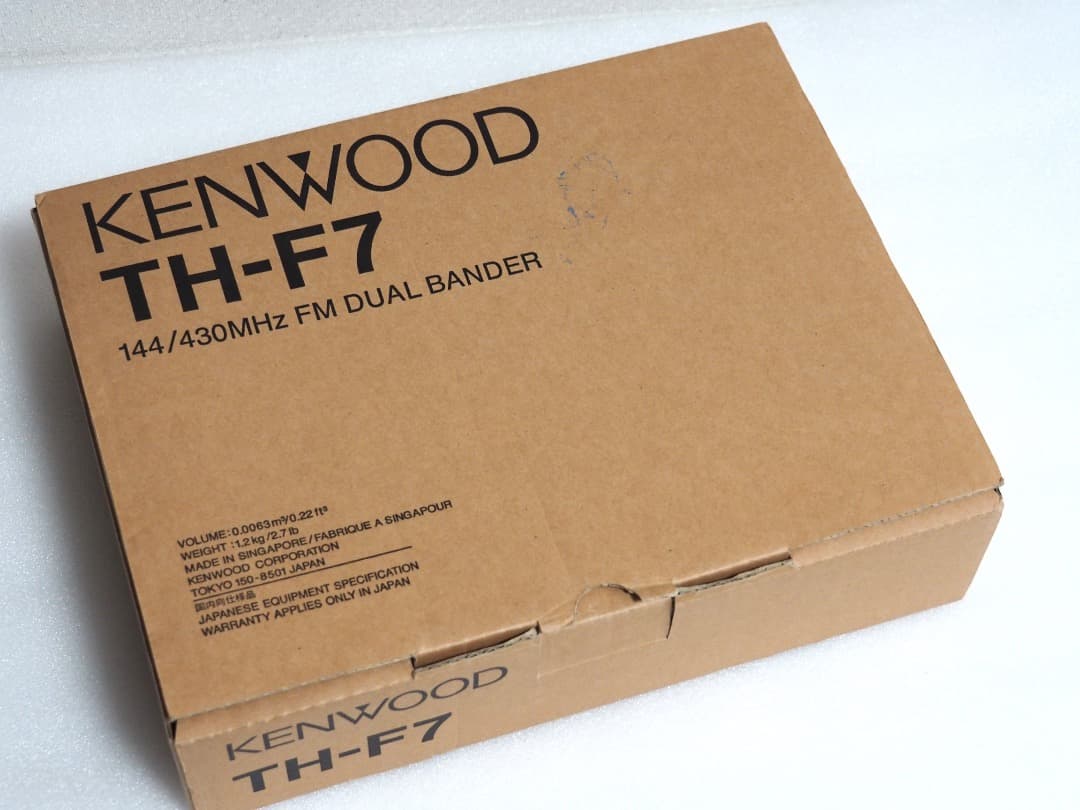 KENWOOD
TH-F7
144/430MHz FM DUAL BANDER
VOLUME:0.0063m³/0.22ft³
WEIGHT :1.2kg/2.7lb
MADE IN SINGAPORE/FABRIQUE A SINGAPOUR
KENWOOD CORPORATION
TOKYO 150-8501 JAPAN
国内向仕様品
JAPANESE EQUIPMENT SPECIFICATION
WARRANTY APPLIES ONLY IN JAPAN
KENWOOD
TH-F7